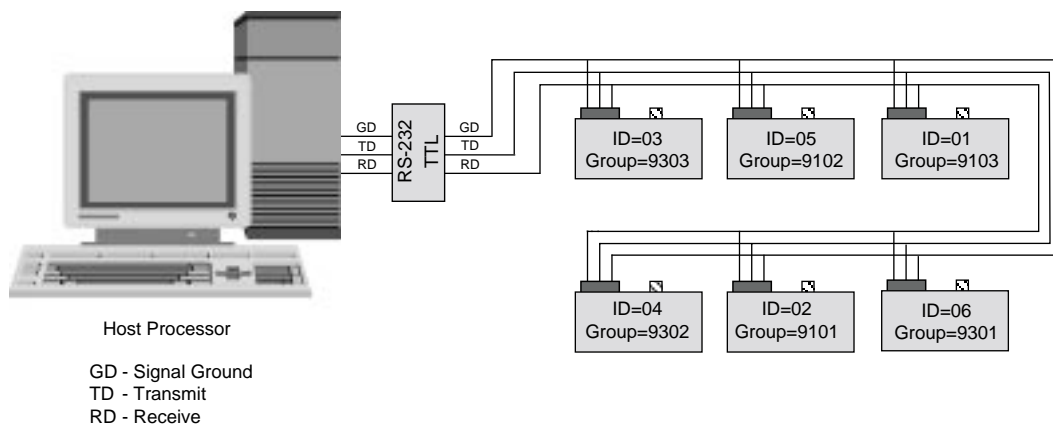 GD
TD
RD
RS-232
TTL
GD
TD
RD
ID=03
Group=9303
ID=05
Group=9102
ID=01
Group=9103
ID=04
Group=9302
ID=02
Group=9101
ID=06
Group=9301
Host Processor
GD - Signal Ground
TD - Transmit
RD - Receive